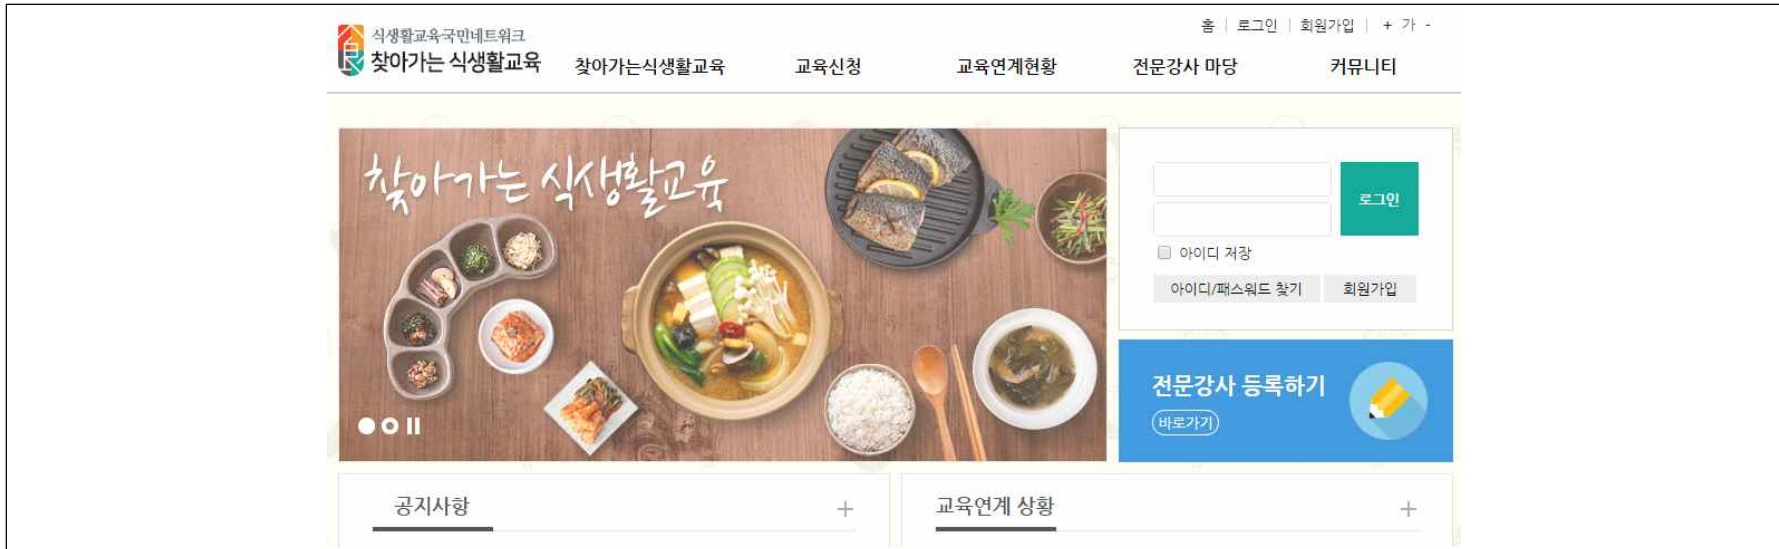 홈 | 로그인 | 회원가입 | + 가 -
식생활교육국민네트워크
찾아가는 식생활교육
찾아가는식생활교육 교육신청 교육연계현황 전문강사 마당 커뮤니티
찾아가는 식생활교육
로그인
아이디 저장
아이디/패스워드 찾기 회원가입
전문강사 등록하기
바로가기
공지사항 +
교육연계 상황 +